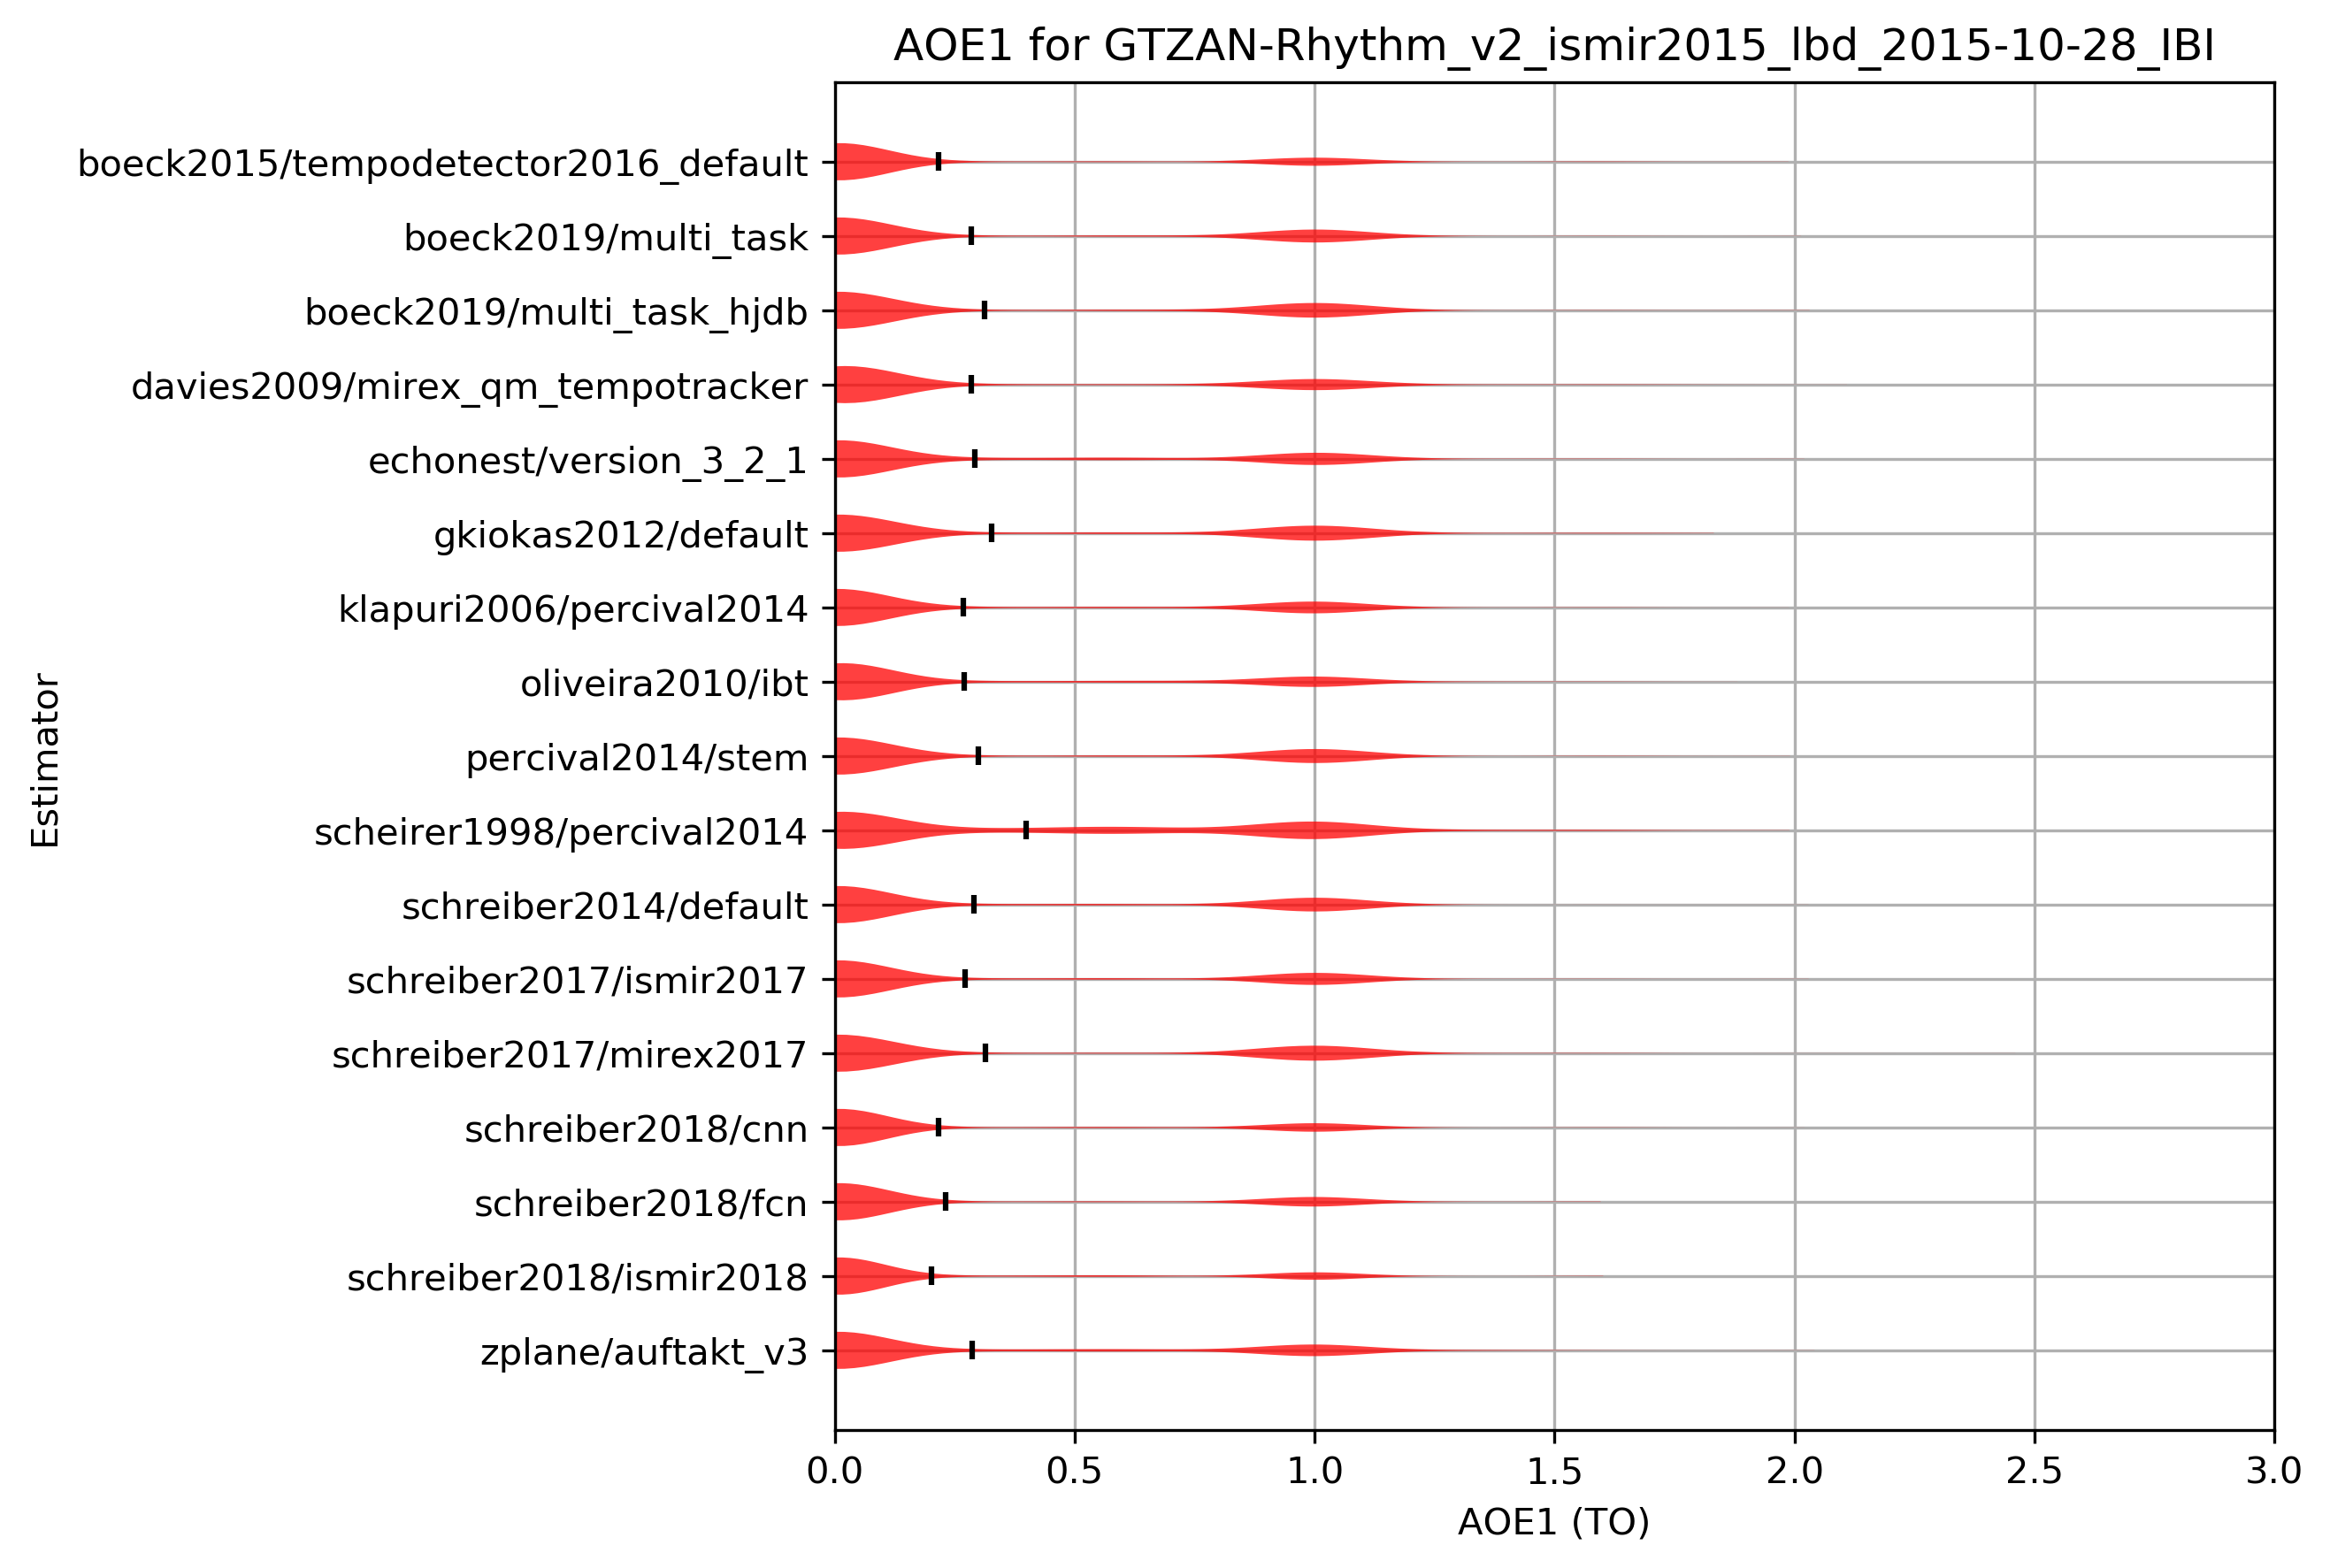 AOE1 for GTZAN-Rhythm_v2_ismir2015_lbd_2015-10-28_IBI
boeck2015/tempodetector2016_default
boeck2019/multi_task
boeck2019/multi_task_hjdb
davies2009/mirex_qm_tempotracker
echonest/version_3_2_1
gkiokas2012/default
klapuri2006/percival2014
oliveira2010/ibt
percival2014/stem
scheirer1998/percival2014
schreiber2014/default
schreiber2017/ismir2017
schreiber2017/mirex2017
schreiber2018/cnn
schreiber2018/fcn
schreiber2018/ismir2018
zplane/auftakt_v3
Estimator
0.0 0.5 1.0 1.5 2.0 2.5 3.0
AOE1 (TO)